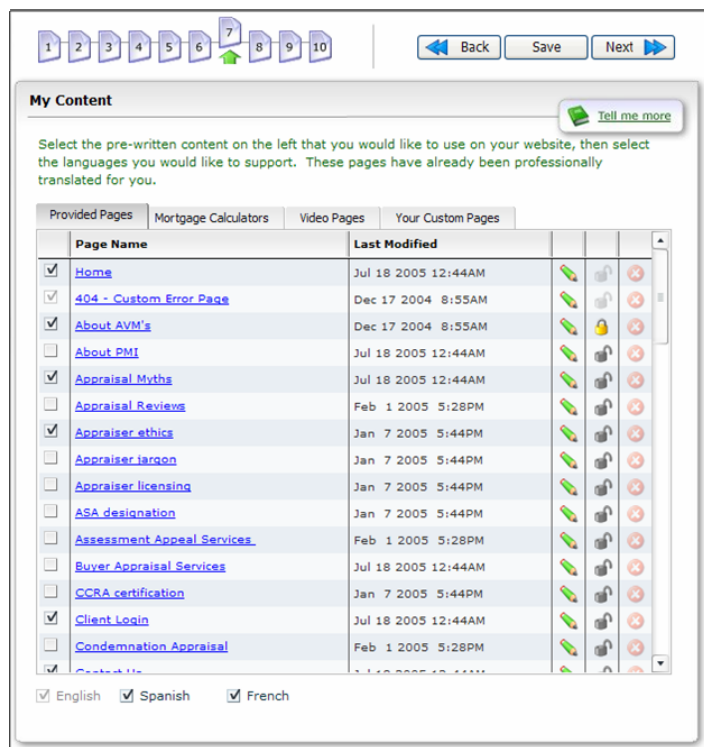 1 2 3 4 5 6 7 8 9 10
Back Save Next
My Content
Tell me more
Select the pre-written content on the left that you would like to use on your website, then select
the languages you would like to support. These pages have already been professionally
translated for you.
Provided Pages Mortgage Calculators Video Pages Your Custom Pages
Page Name Last Modified
Home Jul 18 2005 12:44AM
404 - Custom Error Page Dec 17 2004 8:55AM
About AVM's Dec 17 2004 8:55AM
About PMI Jul 18 2005 12:44AM
Appraisal Myths Jul 18 2005 12:44AM
Appraisal Reviews Feb 1 2005 5:28PM
Appraiser ethics Jan 7 2005 5:44PM
Appraiser jargon Jan 7 2005 5:44PM
Appraiser licensing Jan 7 2005 5:44PM
ASA designation Jan 7 2005 5:44PM
Assessment Appeal Services Feb 1 2005 5:28PM
Buyer Appraisal Services Jul 18 2005 12:44AM
CCRA certification Jan 7 2005 5:44PM
Client Login Jul 18 2005 12:44AM
Condemnation Appraisal Feb 1 2005 5:28PM
Contact Us
English Spanish French